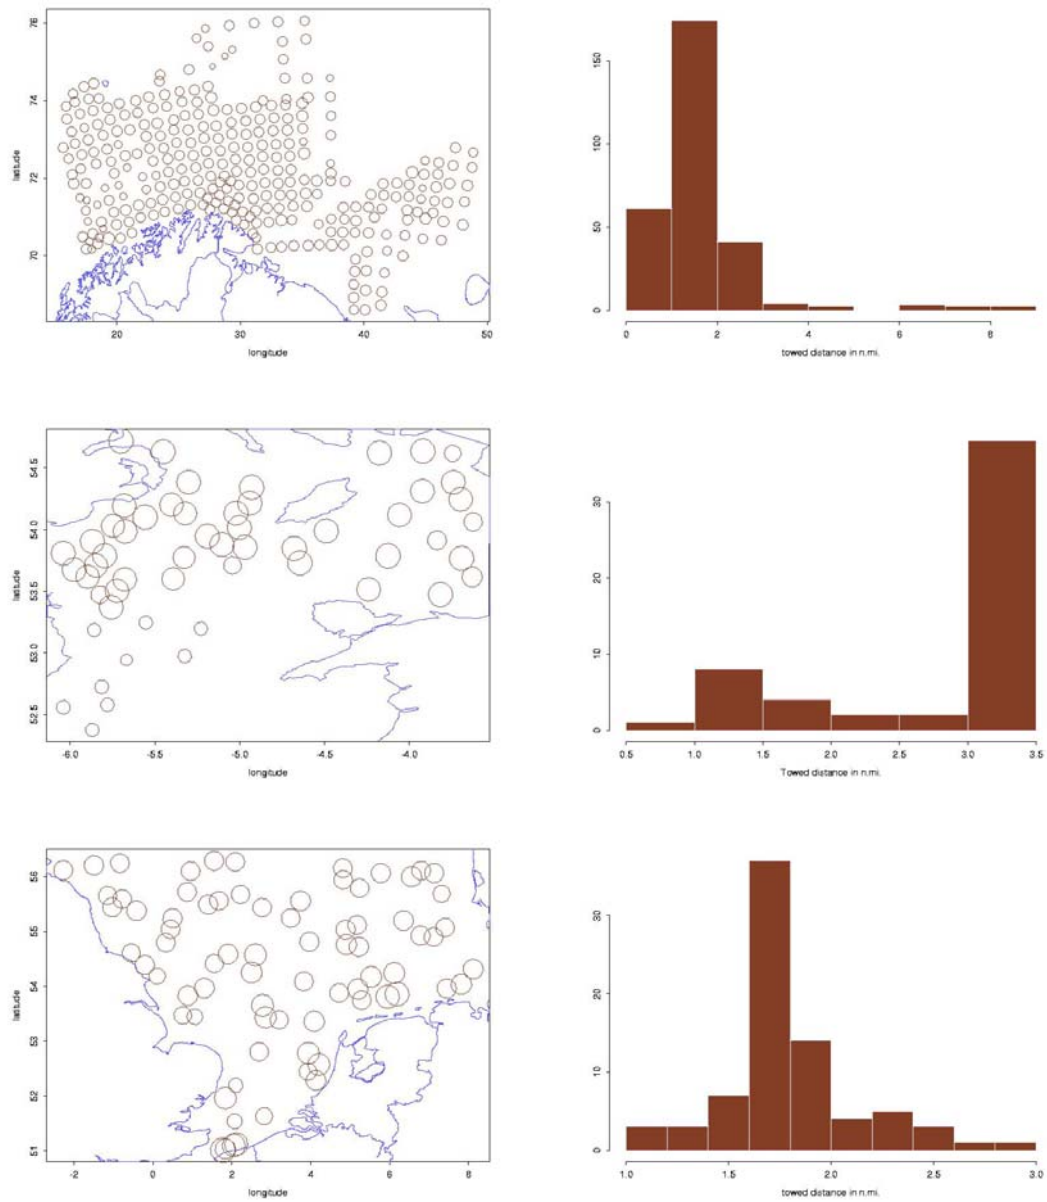 76
74
72
70
latitude
20 30 40 50
longitude
150
100
50
0
0 2 4 6 8
towed distance in n.mi.
54.5
54.0
53.5
53.0
52.5
latitude
-6.0 -5.5 -5.0 -4.5 -4.0
longitude
30
20
10
0
0.5 1.0 1.5 2.0 2.5 3.0 3.5
Towed distance in n.mi.
56
55
54
53
52
51
latitude
-2 0 2 4 6 8
longitude
30
20
10
0
1.0 1.5 2.0 2.5 3.0
towed distance in n.mi.